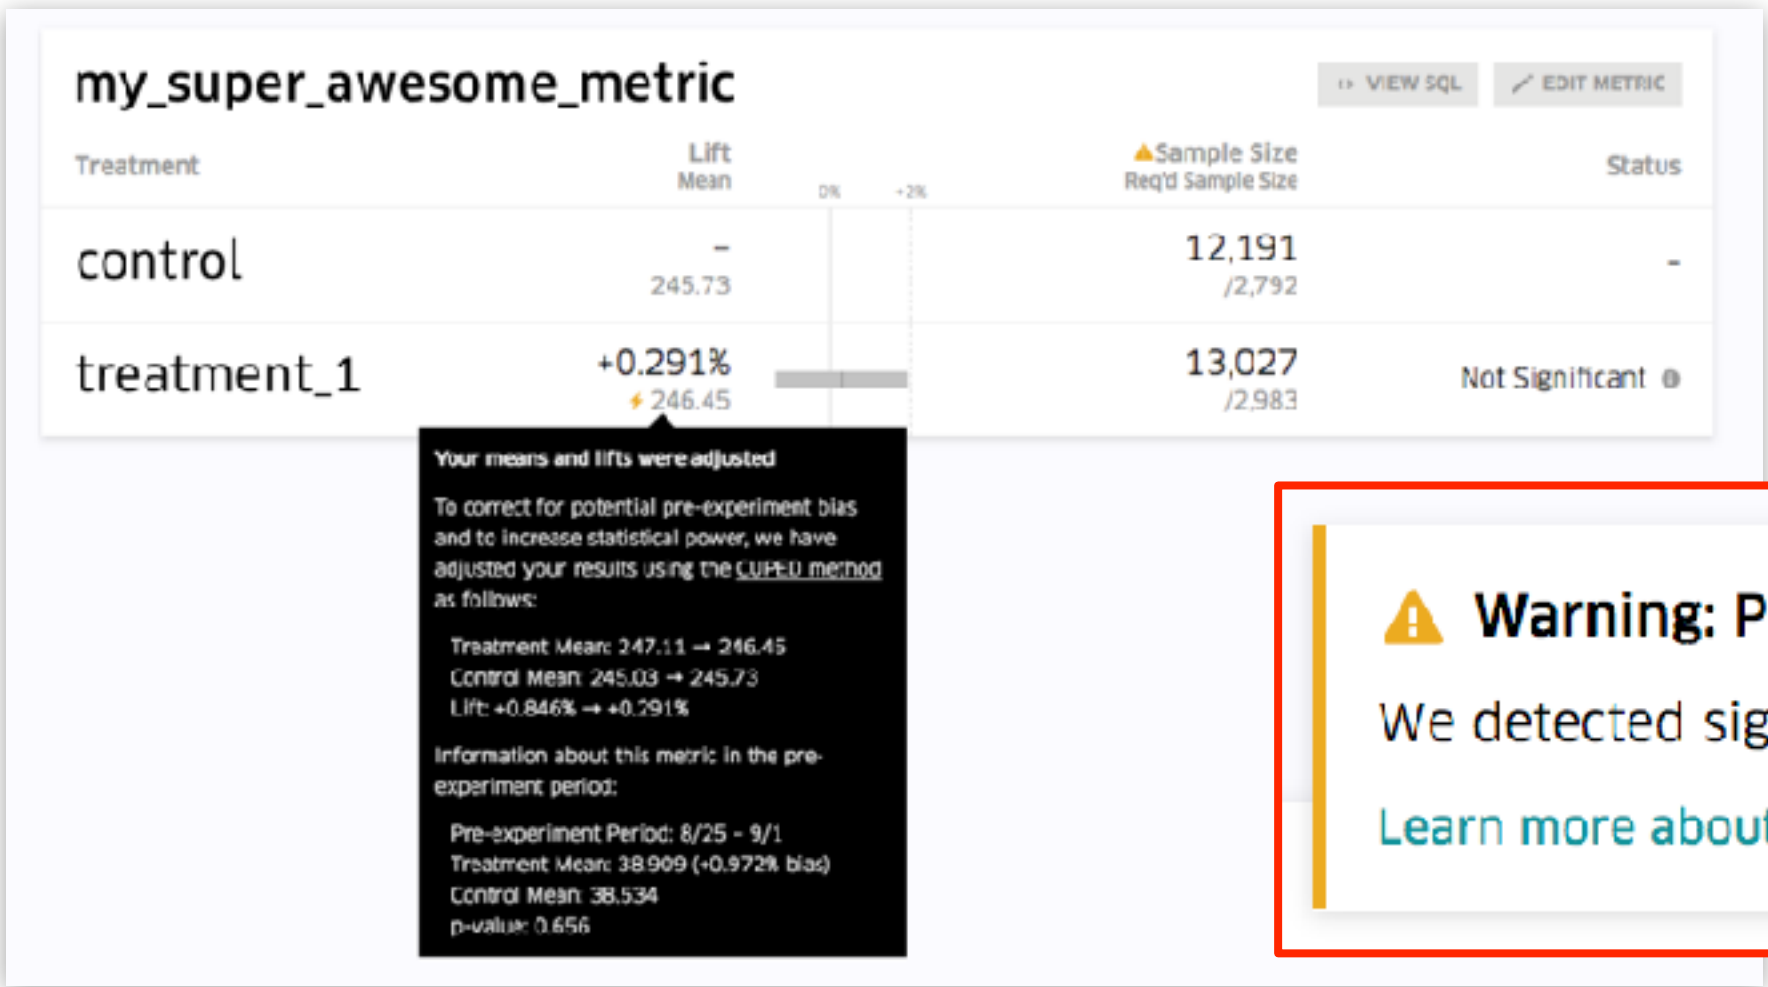 my_super_awesome_metric
VIEW SQL
EDIT METRIC
Treatment
Lift
Mean
0%
+2%
Sample Size
Req'd Sample Size
Status
control
–
245.73
12,191
/2,792
–
treatment_1
+0.291%
246.45
13,027
/2,983
Not Significant
Your means and lifts were adjusted
To correct for potential pre-experiment bias
and to increase statistical power, we have
adjusted your results using the CUPED method
as follows:
Treatment Mean: 247.11 → 246.45
Control Mean: 245.03 → 245.73
Lift: +0.846% → +0.291%
Information about this metric in the pre-
experiment period:
Pre-experiment Period: 8/25 – 9/1
Treatment Mean: 38.909 (+0.972% bias)
Control Mean: 38.534
p-value: 0.656
Warning: P
We detected sig
Learn more about